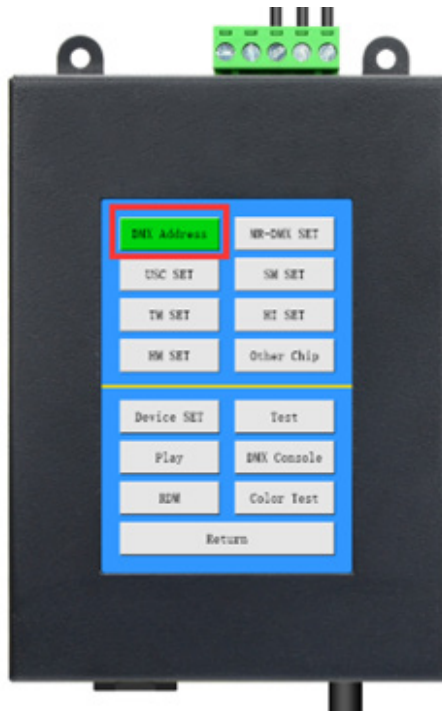 DMX Address
NR-DMX SET
USC SET
SM SET
TM SET
HI SET
HM SET
Other Chip
Device SET
Test
Play
DMX Console
RDM
Color Test
Return